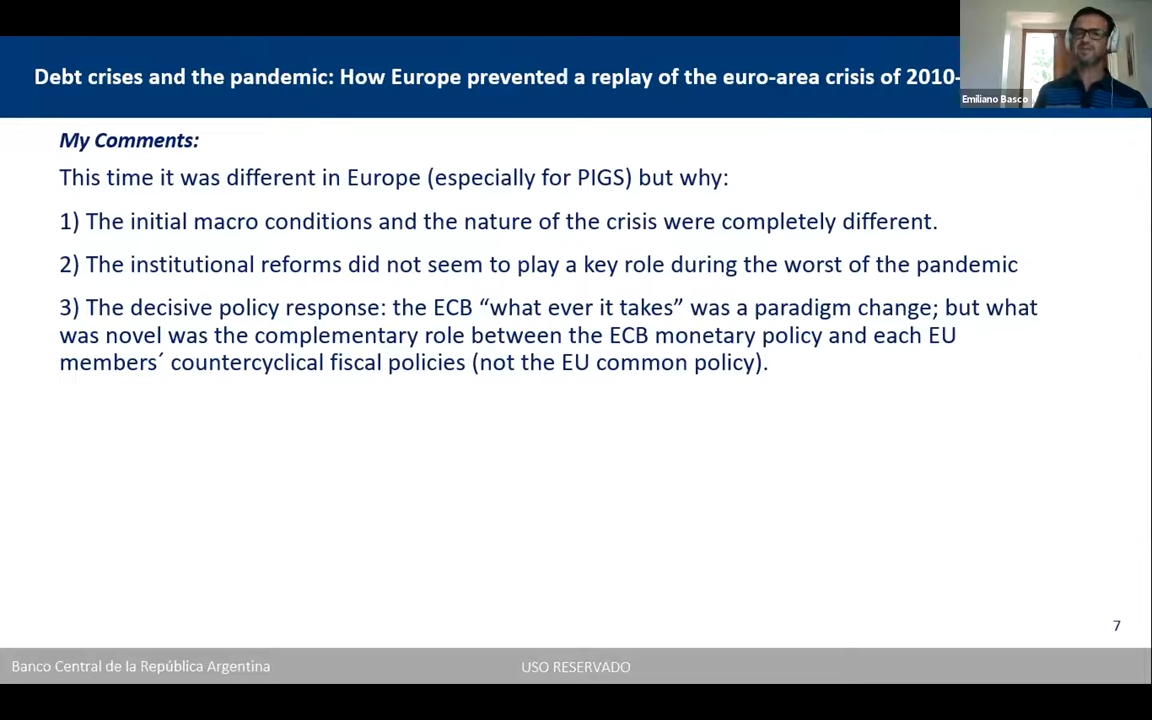 Debt crises and the pandemic: How Europe prevented a replay of the euro-area crisis of 2010-
Emiliano Basco
My Comments:
This time it was different in Europe (especially for PIGS) but why:
1) The initial macro conditions and the nature of the crisis were completely different.
2) The institutional reforms did not seem to play a key role during the worst of the pandemic
3) The decisive policy response: the ECB “what ever it takes” was a paradigm change; but what
was novel was the complementary role between the ECB monetary policy and each EU
members´ countercyclical fiscal policies (not the EU common policy).
7
Banco Central de la República Argentina
USO RESERVADO